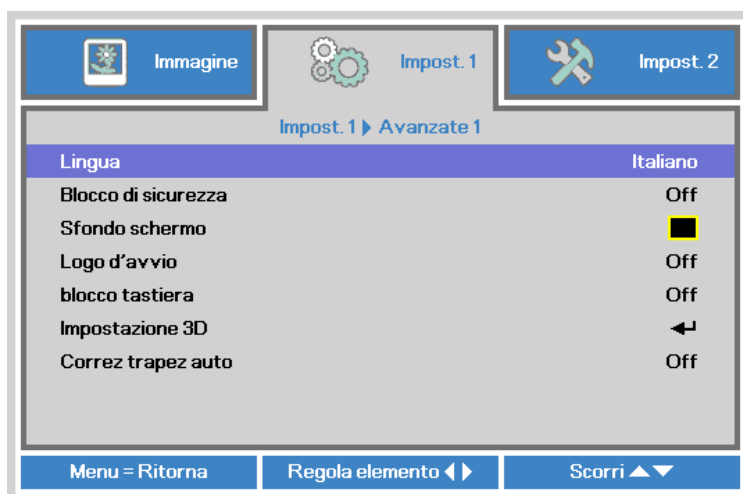 Immagine
Impost. 1
Impost. 2
Impost. 1 Avanzate 1
Lingua Italiano
Blocco di sicurezza Off
Sfondo schermo
Logo d'avvio Off
blocco tastiera Off
Impostazione 3D
Correz trapez auto Off
Menu = Ritorna
Regola elemento
Scorri